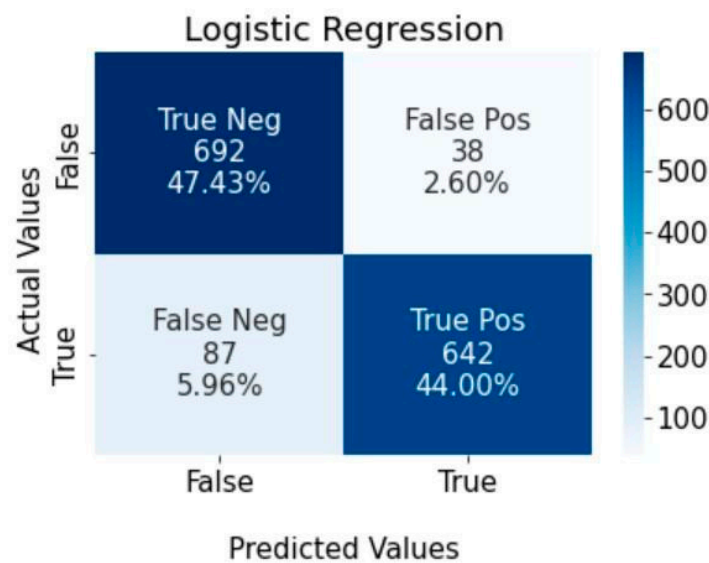 Logistic Regression
True Neg
692
47.43%
False Pos
38
2.60%
False Neg
87
5.96%
True Pos
642
44.00%
Actual Values
False
True
False
True
Predicted Values
600
500
400
300
200
100